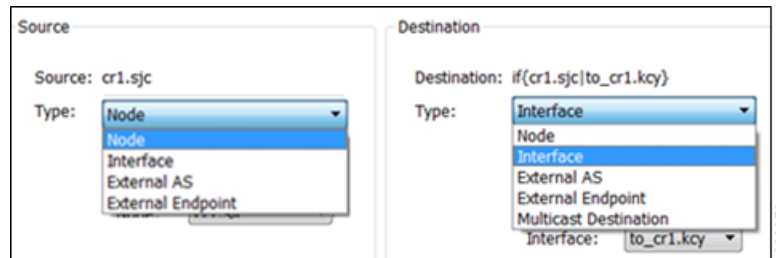 Source
Source: cr1.sjc
Type: Node
Node
Interface
External AS
External Endpoint
Destination
Destination: if{cr1.sjc|to_cr1.kcy}
Type: Interface
Node
Interface
External AS
External Endpoint
Multicast Destination
Interface: to_cr1.kcy